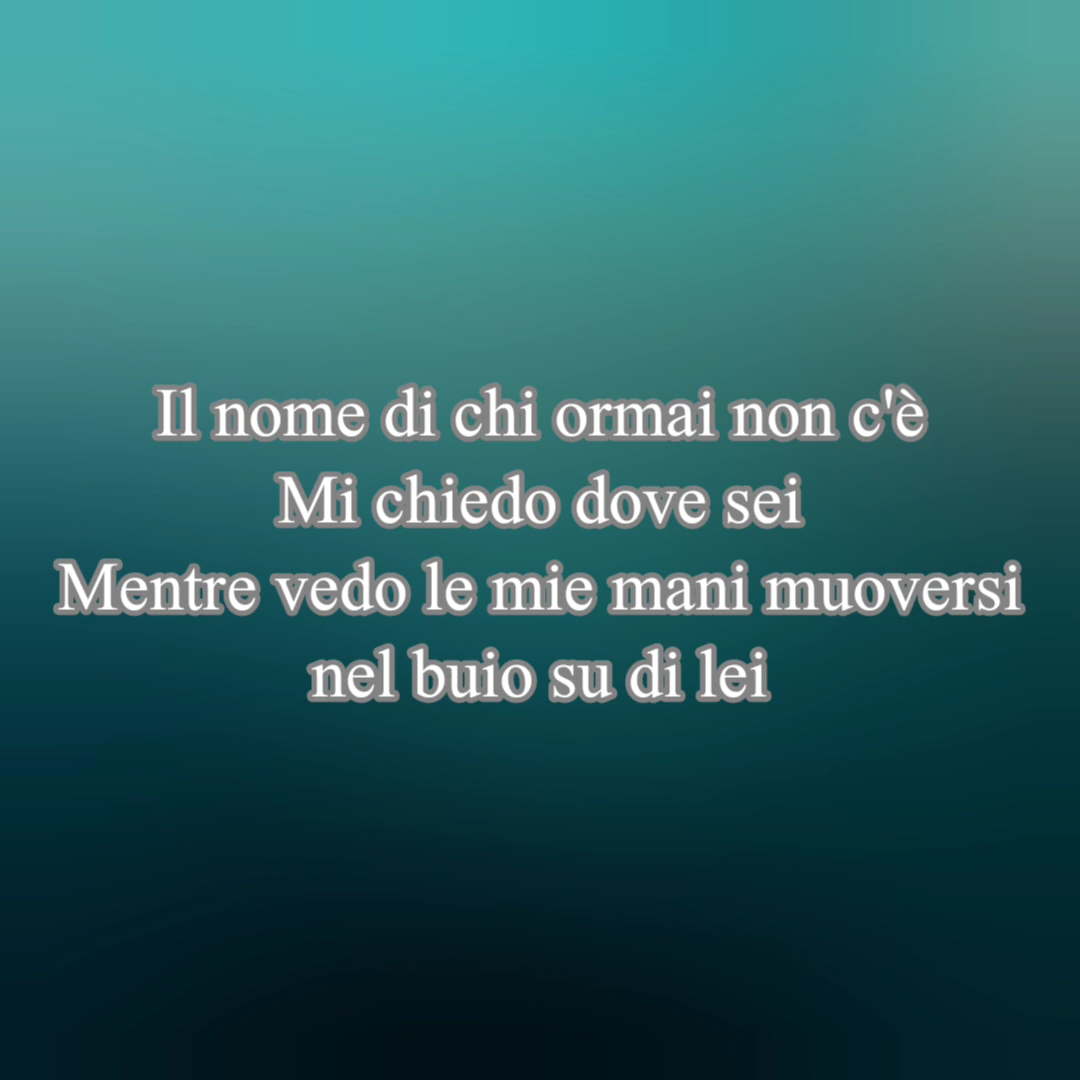 Il nome di chi ormai non c'è
Mi chiedo dove sei
Mentre vedo le mie mani muoversi
nel buio su di lei